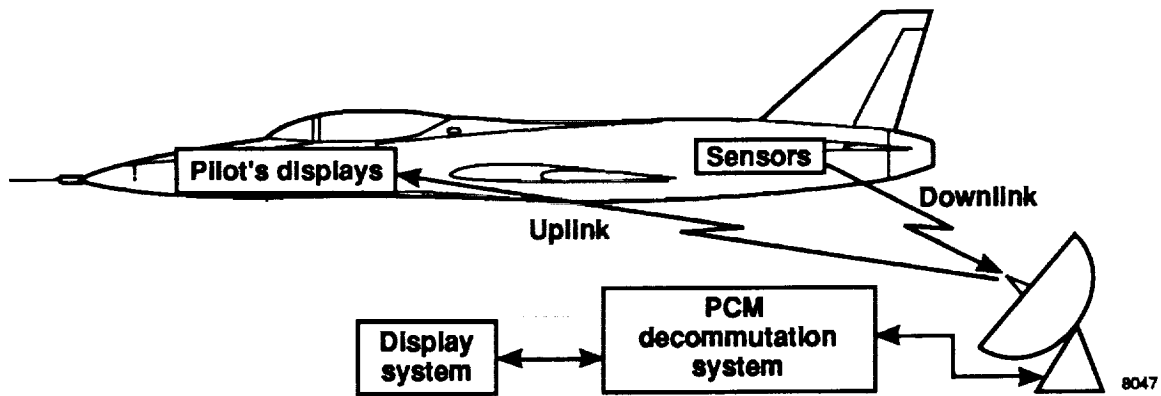 Sensors
Pilot's displays
Downlink
Uplink
PCM
decommutation
system
Display
system
8047